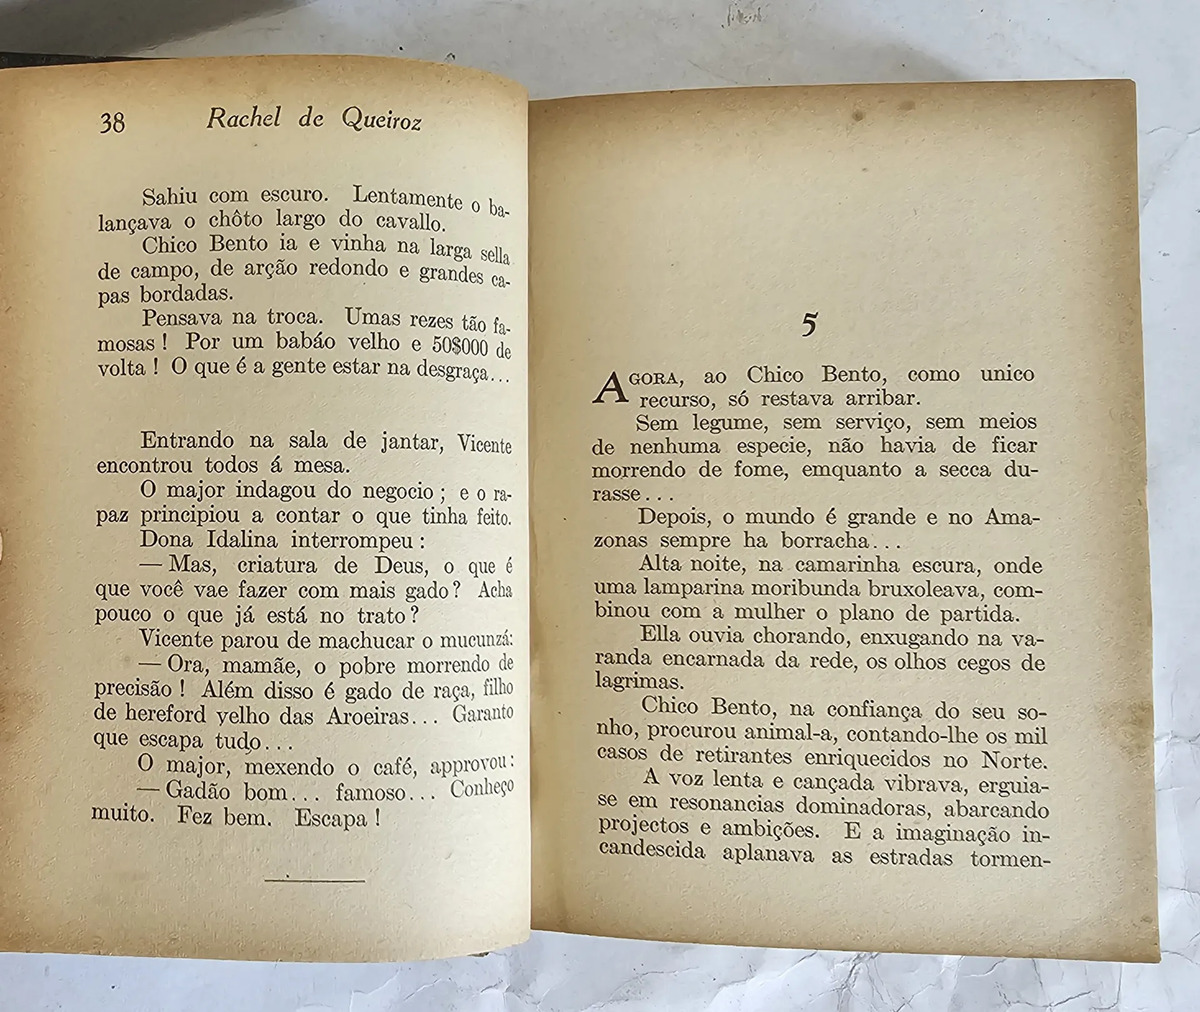 38
Rachel de Queiroz
Sahiu com escuro. Lentamente o ba-
lançava o chôto largo do cavallo.
Chico Bento ia e vinha na larga sella
de campo, de arção redondo e grandes ca-
pas bordadas.
Pensava na troca. Umas rezes tão fa-
mosas ! Por um babáo velho e 50$000 de
volta ! O que é a gente estar na desgraça...
Entrando na sala de jantar, Vicente
encontrou todos á mesa.
O major indagou do negocio ; e o ra-
paz principiou a contar o que tinha feito.
Dona Idalina interrompeu :
— Mas, criatura de Deus, o que é
que você vae fazer com mais gado ? Acha
pouco o que já está no trato ?
Vicente parou de machucar o mucunzá:
— Ora, mamãe, o pobre morrendo de
precisão ! Além disso é gado de raça, filho
de hereford velho das Aroeiras... Garanto
que escapa tudo...
O major, mexendo o café, approvou :
— Gadão bom... famoso... Conheço
muito. Fez bem. Escapa !
5
AGORA, ao Chico Bento, como unico
recurso, só restava arribar.
Sem legume, sem serviço, sem meios
de nenhuma especie, não havia de ficar
morrendo de fome, emquanto a secca du-
rasse...
Depois, o mundo é grande e no Ama-
zonas sempre ha borracha...
Alta noite, na camarinha escura, onde
uma lamparina moribunda bruxoleava, com-
binou com a mulher o plano de partida.
Ella ouvia chorando, enxugando na va-
randa encarnada da rede, os olhos cegos de
lagrimas.
Chico Bento, na confiança do seu so-
nho, procurou animal-a, contando-lhe os mil
casos de retirantes enriquecidos no Norte.
A voz lenta e cançada vibrava, erguia-
se em resonancias dominadoras, abarcando
projectos e ambições. E a imaginação in-
candescida aplanava as estradas tormen-